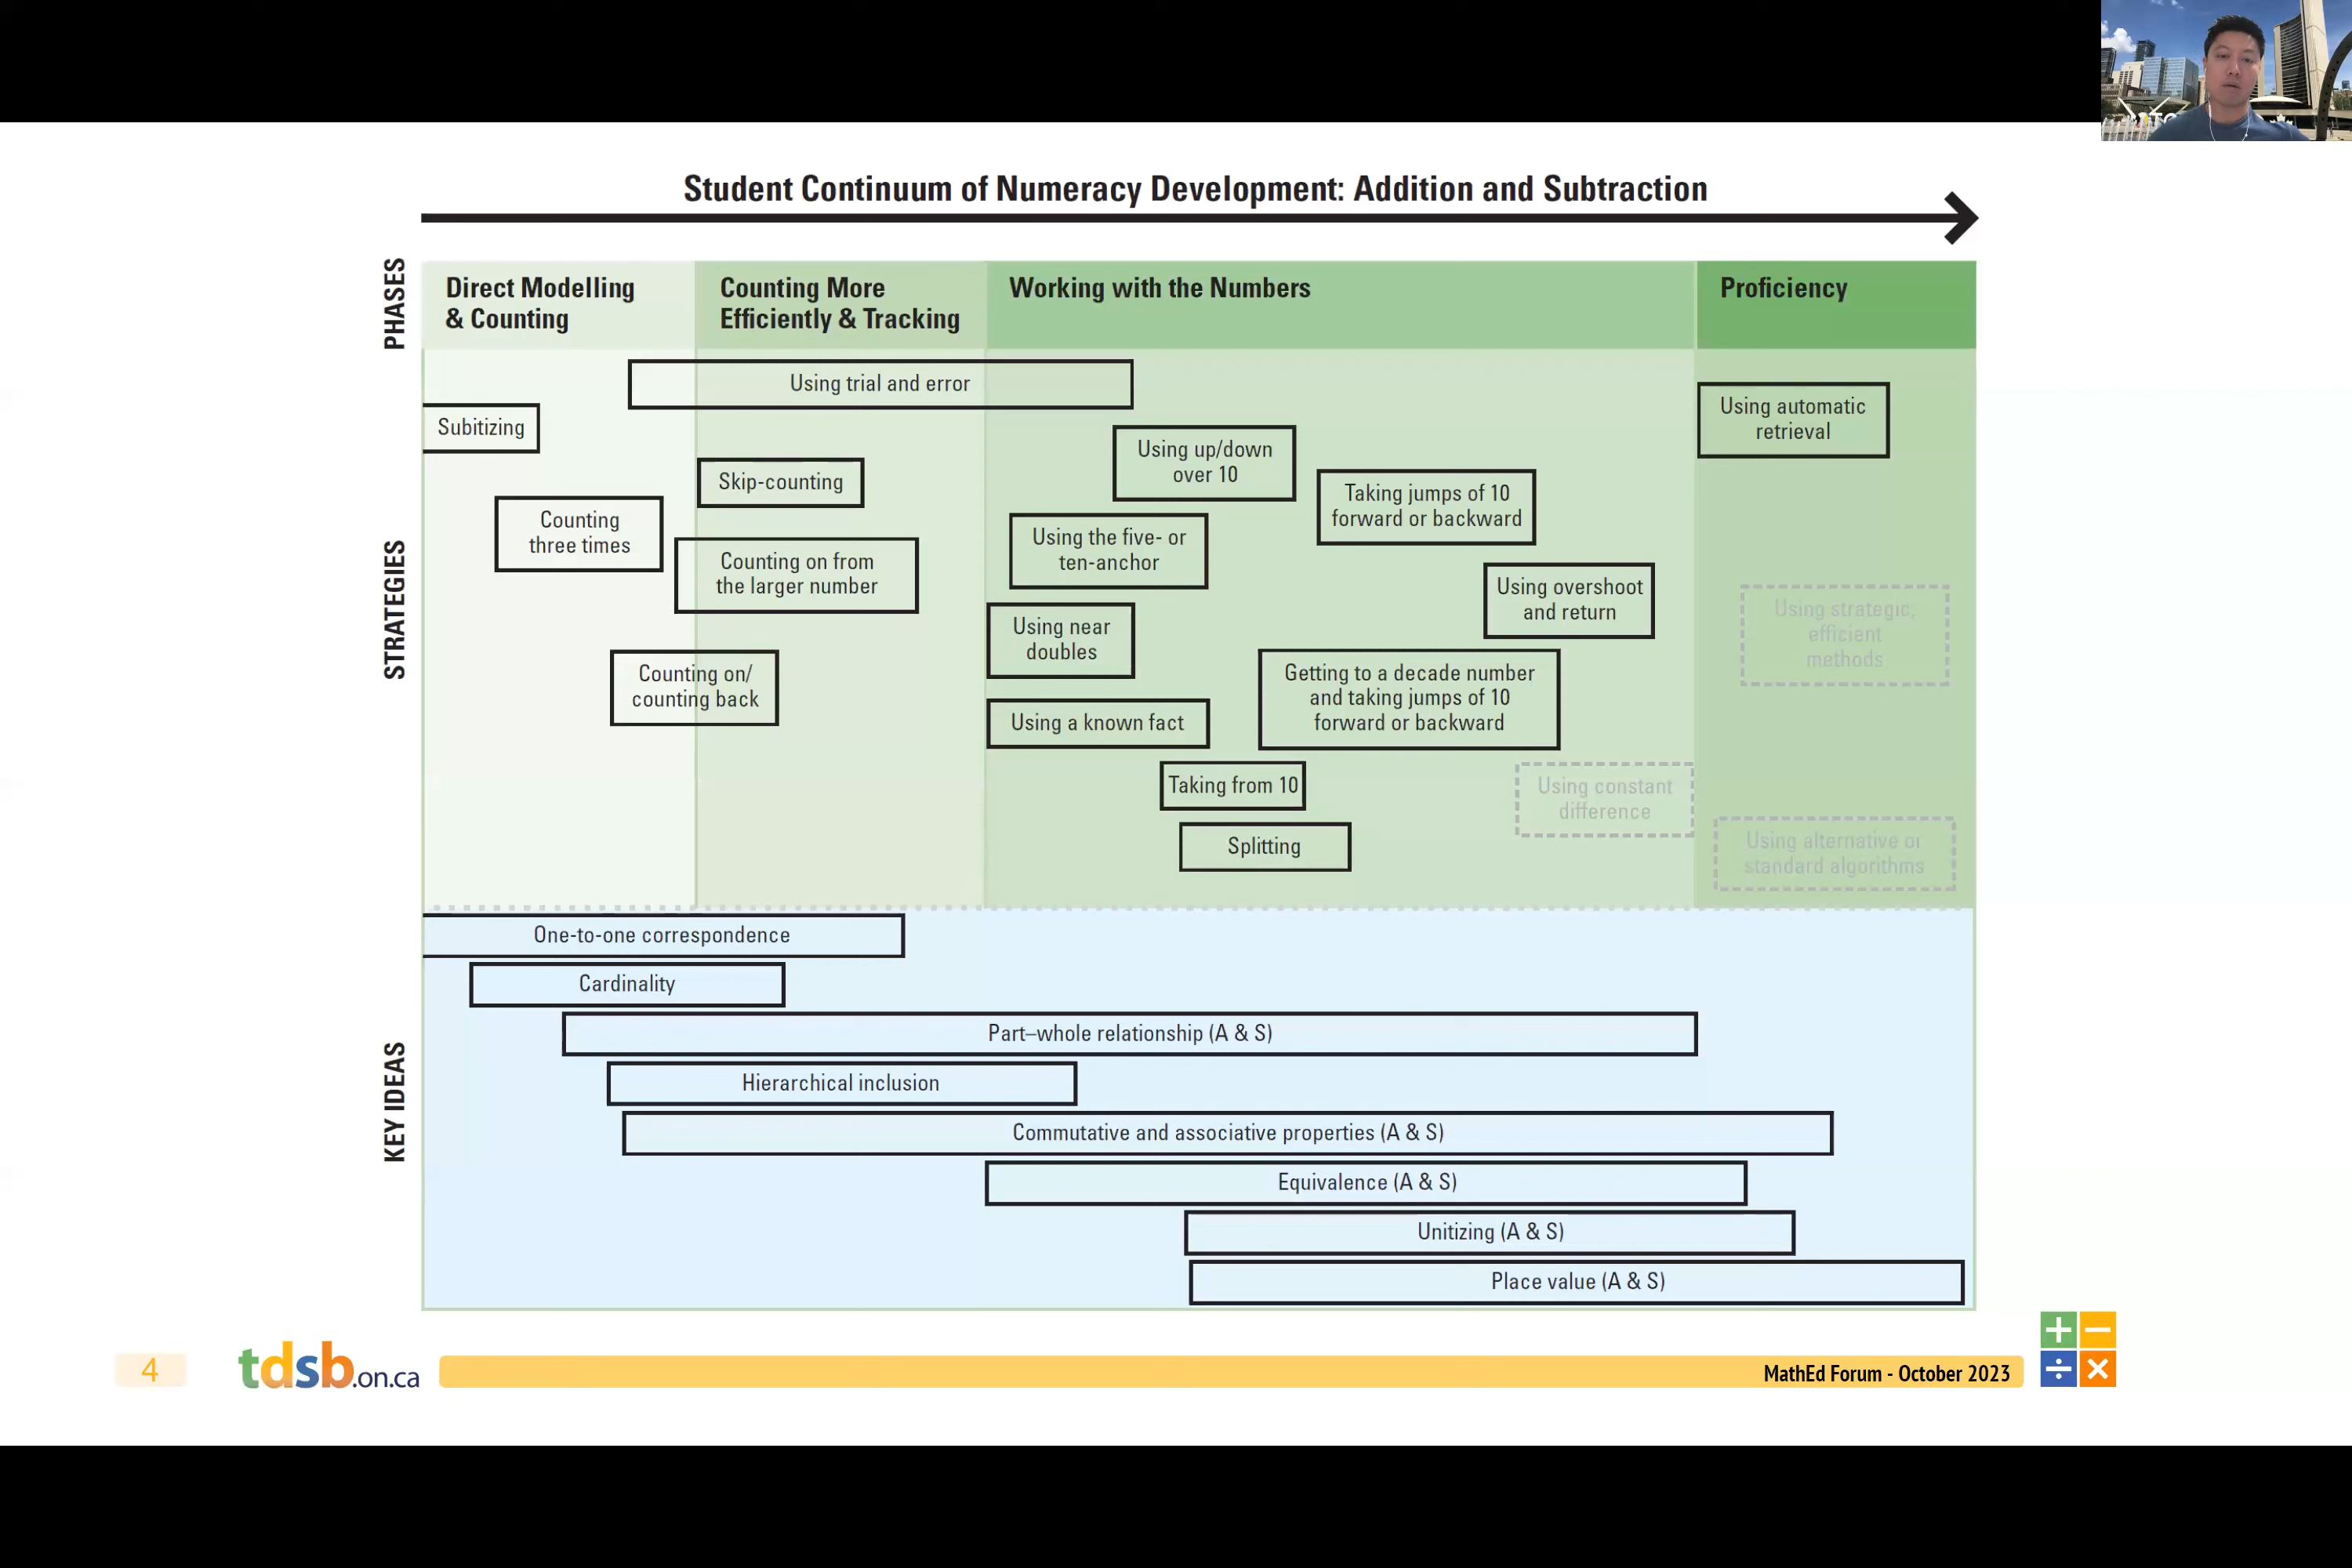 Student Continuum of Numeracy Development: Addition and Subtraction
PHASES
Direct Modelling
& Counting
Counting More
Efficiently & Tracking
Working with the Numbers
Proficiency
STRATEGIES
Using trial and error
Subitizing
Using automatic
retrieval
Using up/down
over 10
Skip-counting
Taking jumps of 10
forward or backward
Counting
three times
Using the five- or
ten-anchor
Counting on from
the larger number
Using overshoot
and return
Using strategic,
efficient
methods
Using near
doubles
Counting on/
counting back
Getting to a decade number
and taking jumps of 10
forward or backward
Using a known fact
Taking from 10
Using constant
difference
Splitting
Using alternative or
standard algorithms
KEY IDEAS
One-to-one correspondence
Cardinality
Part–whole relationship (A & S)
Hierarchical inclusion
Commutative and associative properties (A & S)
Equivalence (A & S)
Unitizing (A & S)
Place value (A & S)
4
tdsb.on.ca
MathEd Forum - October 2023
+ −
÷ ×